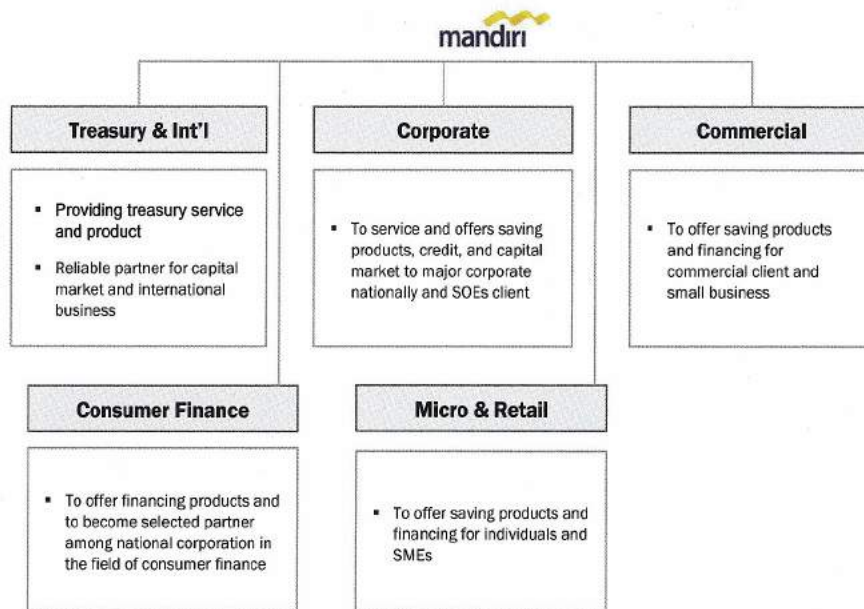 mandiri
Treasury & Int'l
▪ Providing treasury service
and product
▪ Reliable partner for capital
market and international
business
Corporate
▪ To service and offers saving
products, credit, and capital
market to major corporate
nationally and SOEs client
Commercial
▪ To offer saving products
and financing for
commercial client and
small business
Consumer Finance
▪ To offer financing products and
to become selected partner
among national corporation in
the field of consumer finance
Micro & Retail
▪ To offer saving products and
financing for individuals and
SMEs